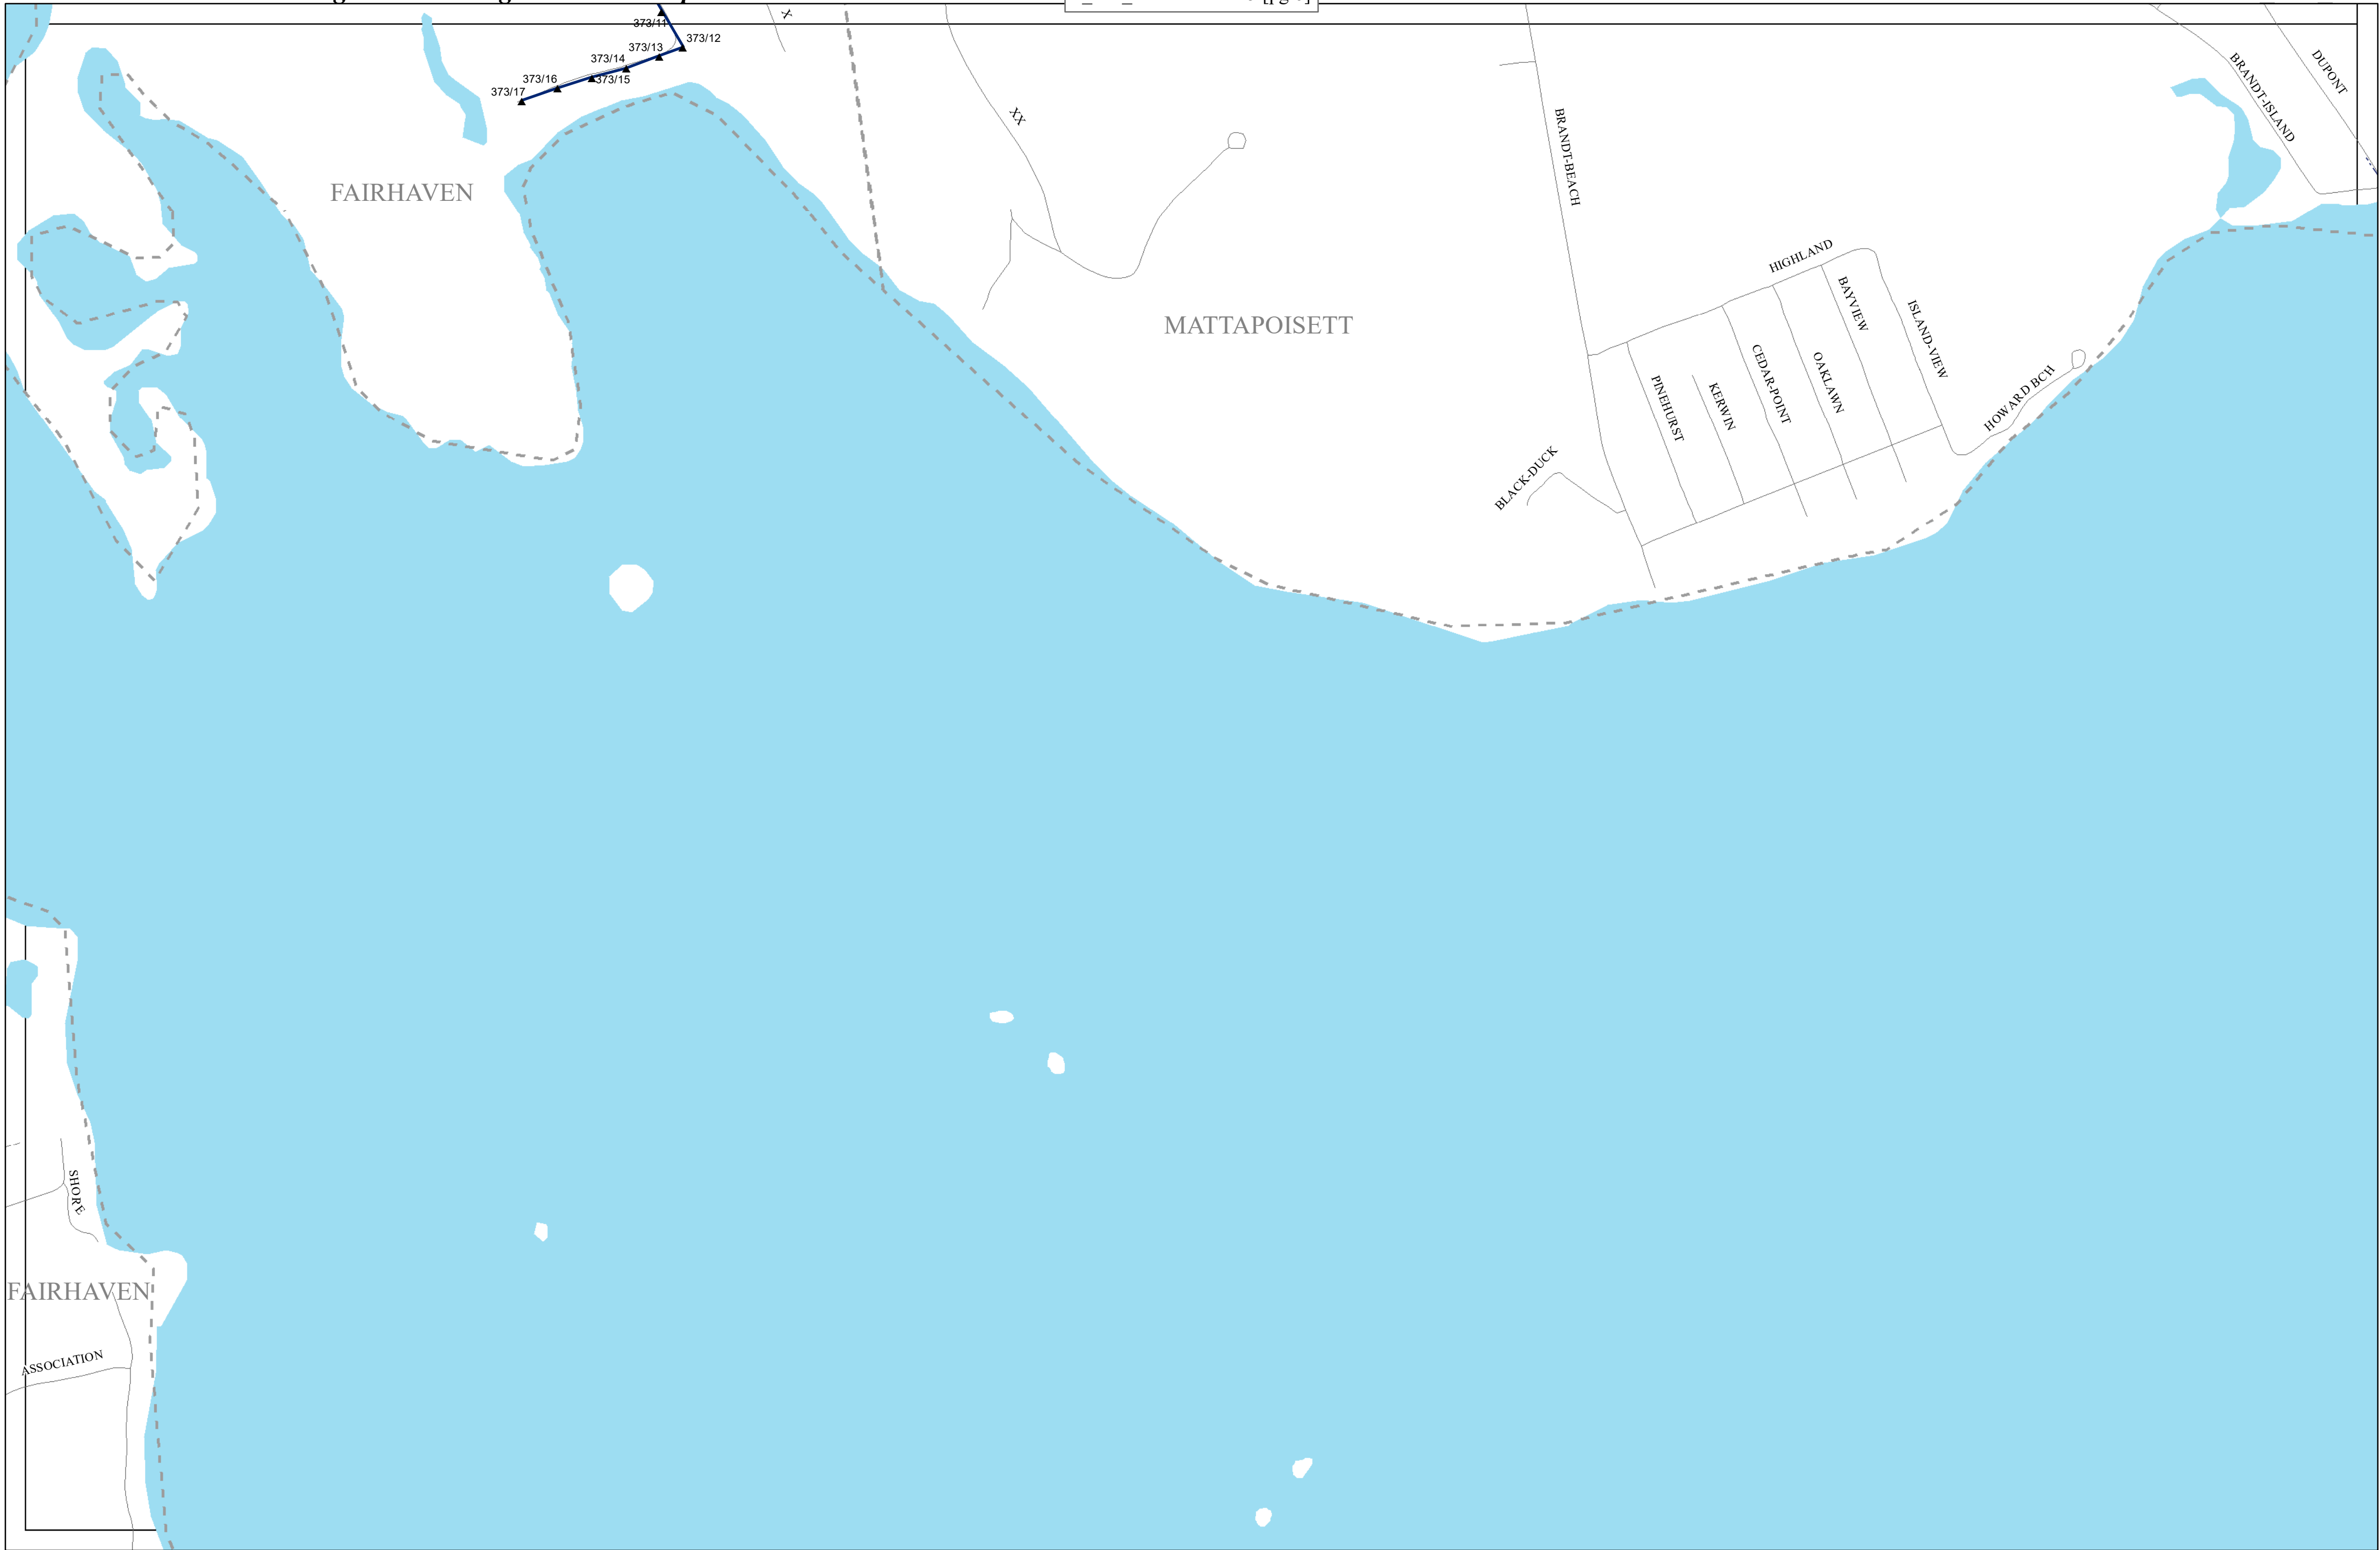 373/11
373/12
373/13
373/14
373/15
373/16
373/17
X
XX
FAIRHAVEN
MATTAPOISETT
BRANDT-BEACH
BRANDT-ISLAND
DUPONT
HIGHLAND
BAYVIEW
ISLAND-VIEW
HOWARD BCH
PINEHURST
KERWIN
CEDAR-POINT
OAKLAWN
BLACK-DUCK
SHORE
FAIRHAVEN
ASSOCIATION